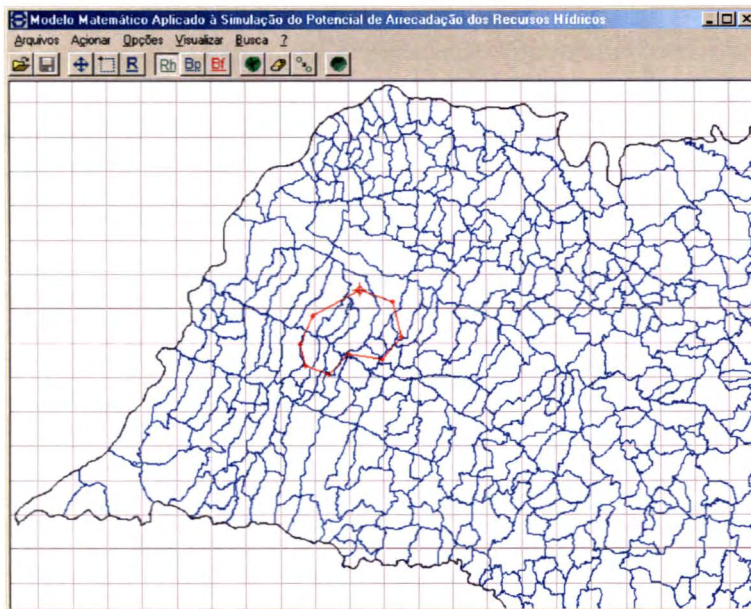 Modelo Matemático Aplicado à Simulação do Potencial de Arrecadação dos Recursos Hídricos
Arquivos Acionar Opções Visualizar Busca ?
R Rh Bp Bf